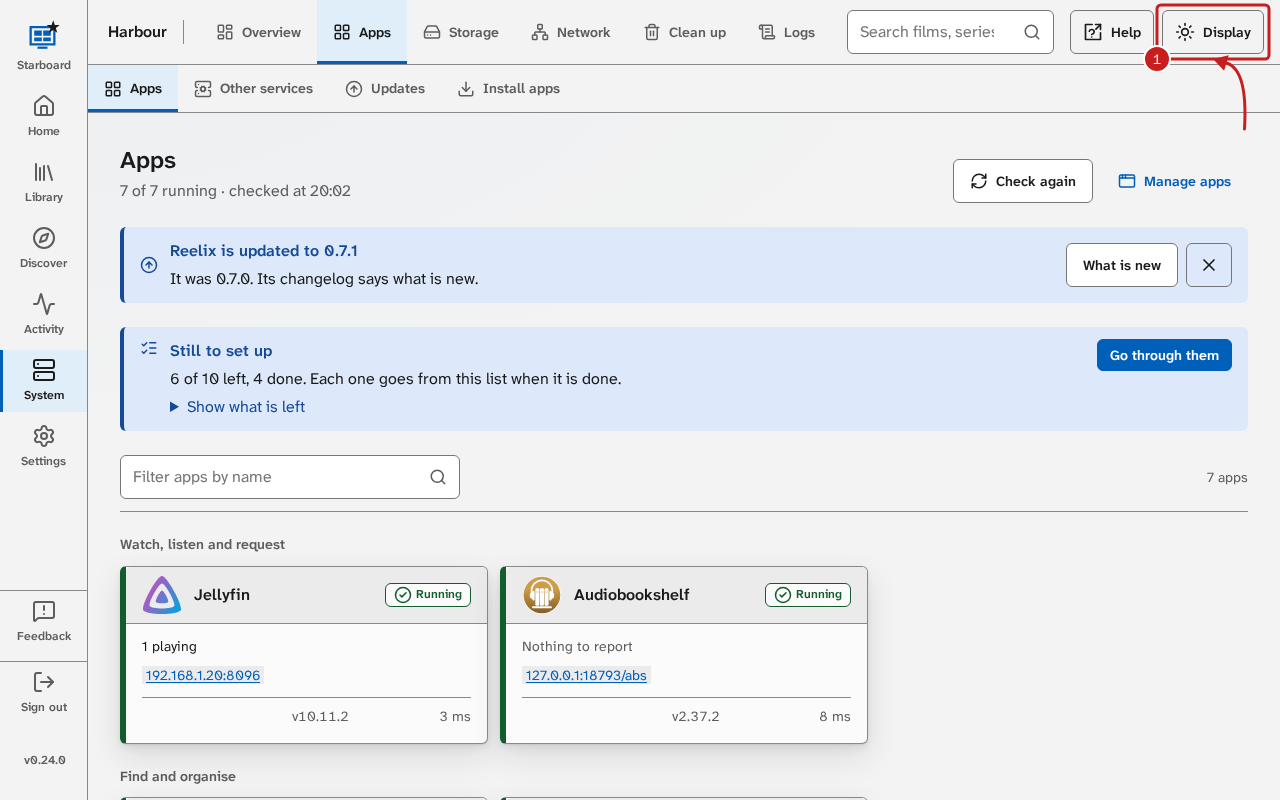 Starboard
Home
Library
Discover
Activity
System
Settings
Feedback
Sign out
v0.24.0
Harbour
Overview
Apps
Storage
Network
Clean up
Logs
Search films, series
Help
Display
1
Apps
Other services
Updates
Install apps
Apps
7 of 7 running · checked at 20:02
Check again
Manage apps
Reelix is updated to 0.7.1
It was 0.7.0. Its changelog says what is new.
What is new
Still to set up
6 of 10 left, 4 done. Each one goes from this list when it is done.
Show what is left
Go through them
Filter apps by name
7 apps
Watch, listen and request
Jellyfin
Running
1 playing
192.168.1.20:8096
v10.11.2
3 ms
Audiobookshelf
Running
Nothing to report
127.0.0.1:18793/abs
v2.37.2
8 ms
Find and organise